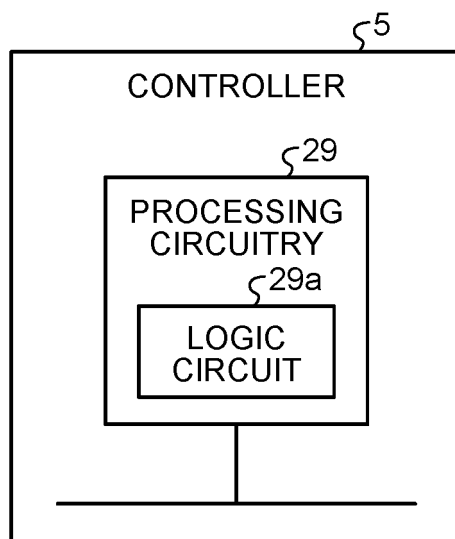 5
CONTROLLER
29
PROCESSING
CIRCUITRY
29a
LOGIC
CIRCUIT